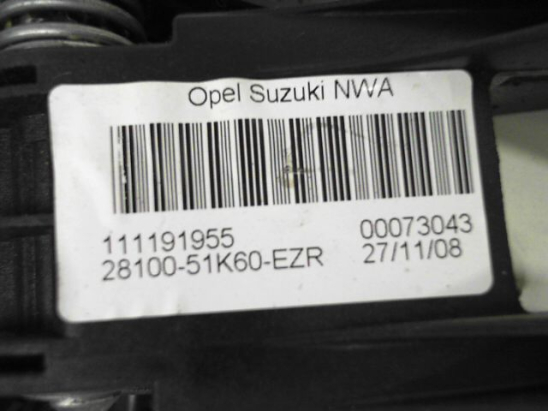 Opel Suzuki NWA
111191955 00073043
28100-51K60-EZR 27/11/08